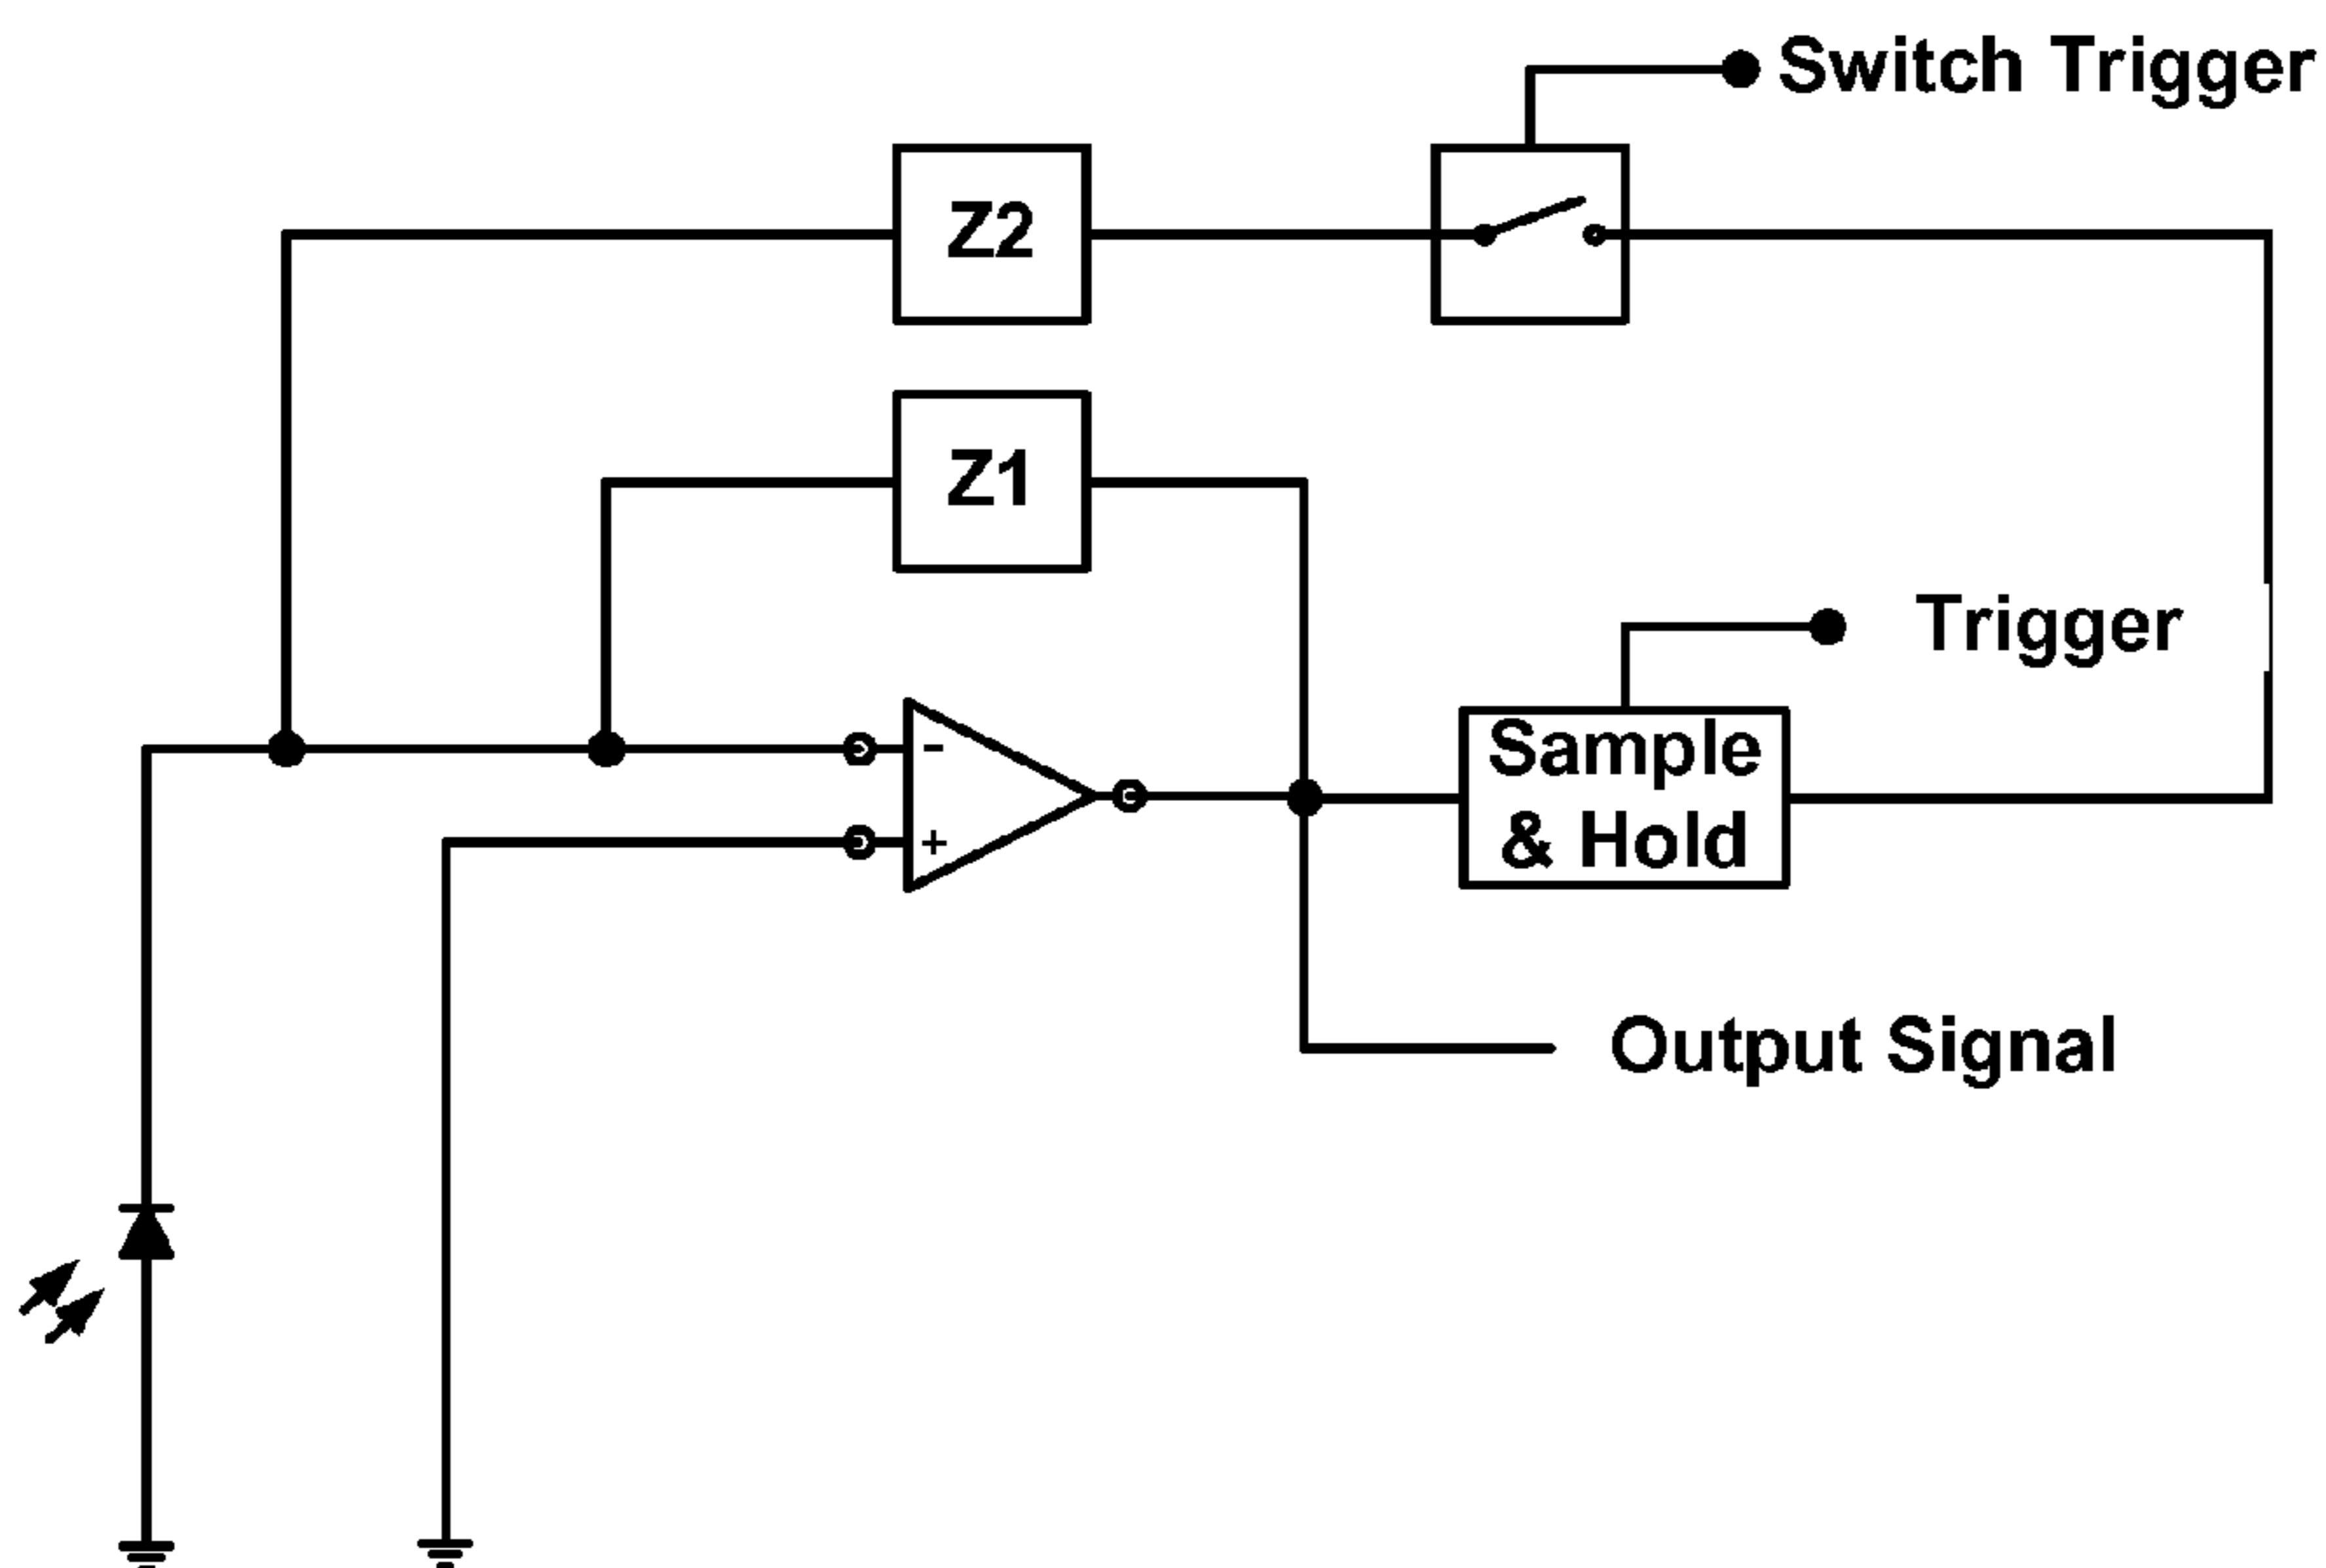 Switch Trigger
Z2
Z1
Trigger
-
+
Sample
& Hold
Output Signal